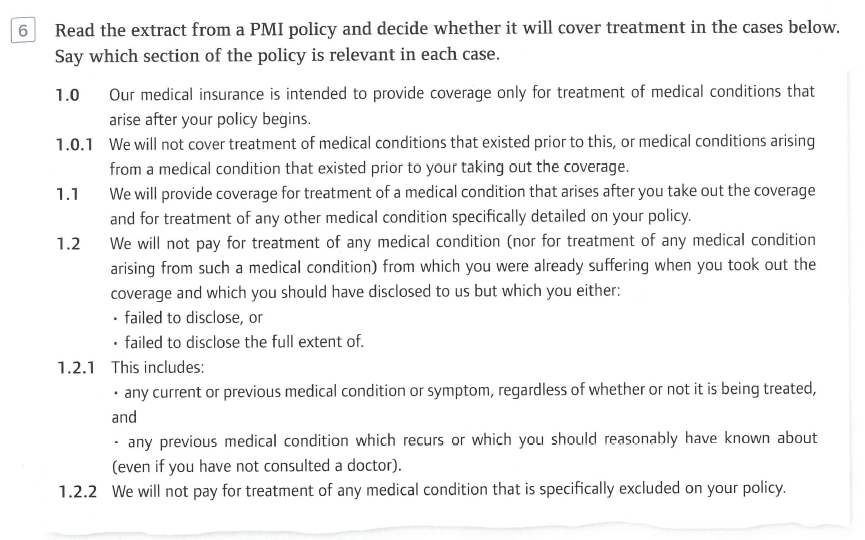 6 Read the extract from a PMI policy and decide whether it will cover treatment in the cases below.
Say which section of the policy is relevant in each case.
1.0 Our medical insurance is intended to provide coverage only for treatment of medical conditions that
arise after your policy begins.
1.0.1 We will not cover treatment of medical conditions that existed prior to this, or medical conditions arising
from a medical condition that existed prior to your taking out the coverage.
1.1 We will provide coverage for treatment of a medical condition that arises after you take out the coverage
and for treatment of any other medical condition specifically detailed on your policy.
1.2 We will not pay for treatment of any medical condition (nor for treatment of any medical condition
arising from such a medical condition) from which you were already suffering when you took out the
coverage and which you should have disclosed to us but which you either:
· failed to disclose, or
· failed to disclose the full extent of.
1.2.1 This includes:
· any current or previous medical condition or symptom, regardless of whether or not it is being treated,
and
· any previous medical condition which recurs or which you should reasonably have known about
(even if you have not consulted a doctor).
1.2.2 We will not pay for treatment of any medical condition that is specifically excluded on your policy.